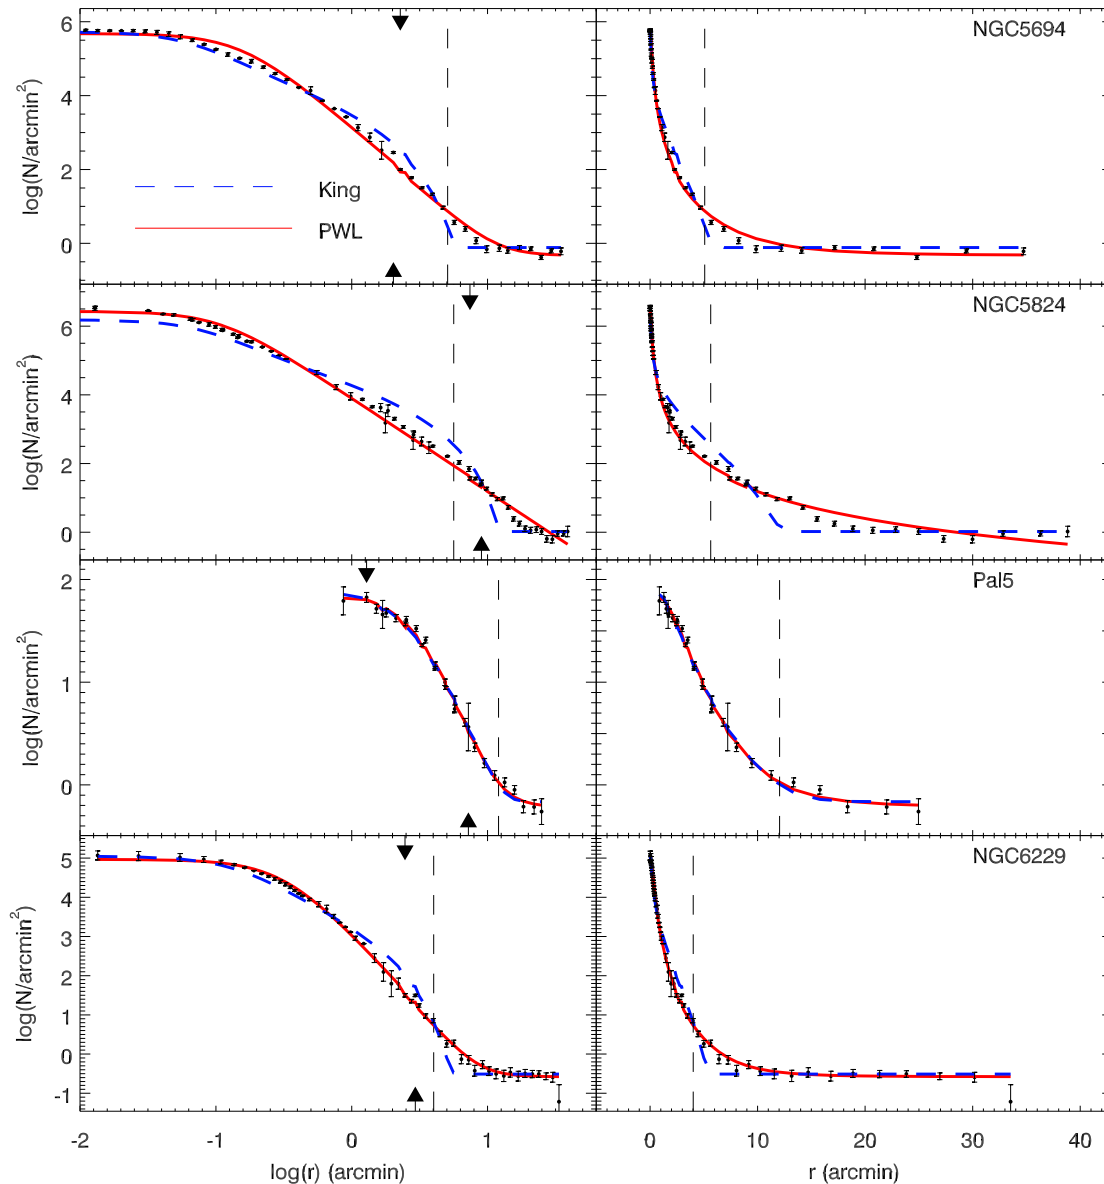 NGC5694
log(N/arcmin²)
6
4
2
0
King
PWL
NGC5824
log(N/arcmin²)
6
4
2
0
Pal5
log(N/arcmin²)
2
1
0
NGC6229
log(N/arcmin²)
5
4
3
2
1
0
-1
-2 -1 0 1
log(r) (arcmin)
0 10 20 30 40
r (arcmin)